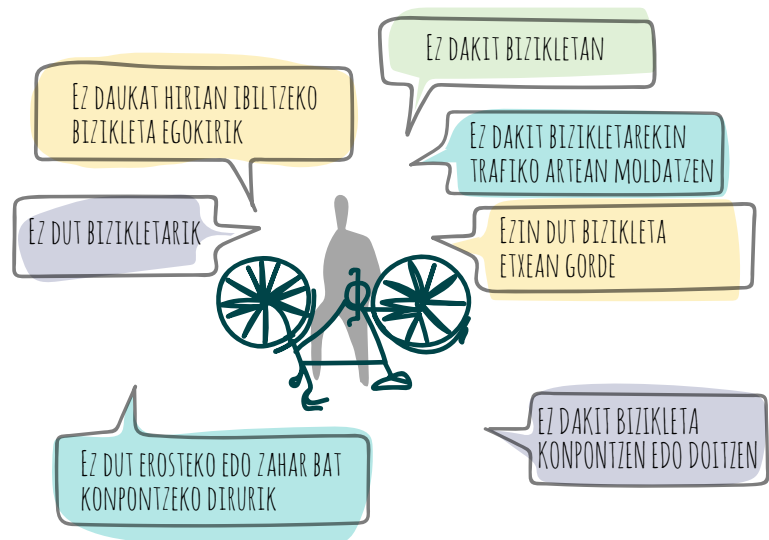 EZ DAKIT BIZIKLETAN
EZ DAUKAT HIRIAN IBILTZEKO
BIZIKLETA EGOKIRIK
EZ DAKIT BIZIKLETAREKIN
TRAFIKO ARTEAN MOLDATZEN
EZ DUT BIZIKLETARIK
EZIN DUT BIZIKLETA
ETXEAN GORDE
EZ DAKIT BIZIKLETA
KONPONTZEN EDO DOITZEN
EZ DUT EROSTEKO EDO ZAHAR BAT
KONPONTZEKO DIRURIK